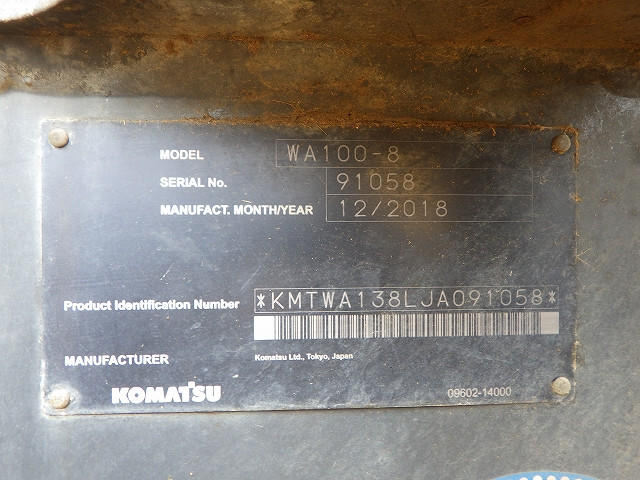 MODEL WA100-8
SERIAL No. 91058
MANUFACT. MONTH/YEAR 12/2018
Product Identification Number *KMTWA138LJA091058*
MANUFACTURER Komatsu Ltd., Tokyo, Japan
KOMATSU 09602-14000